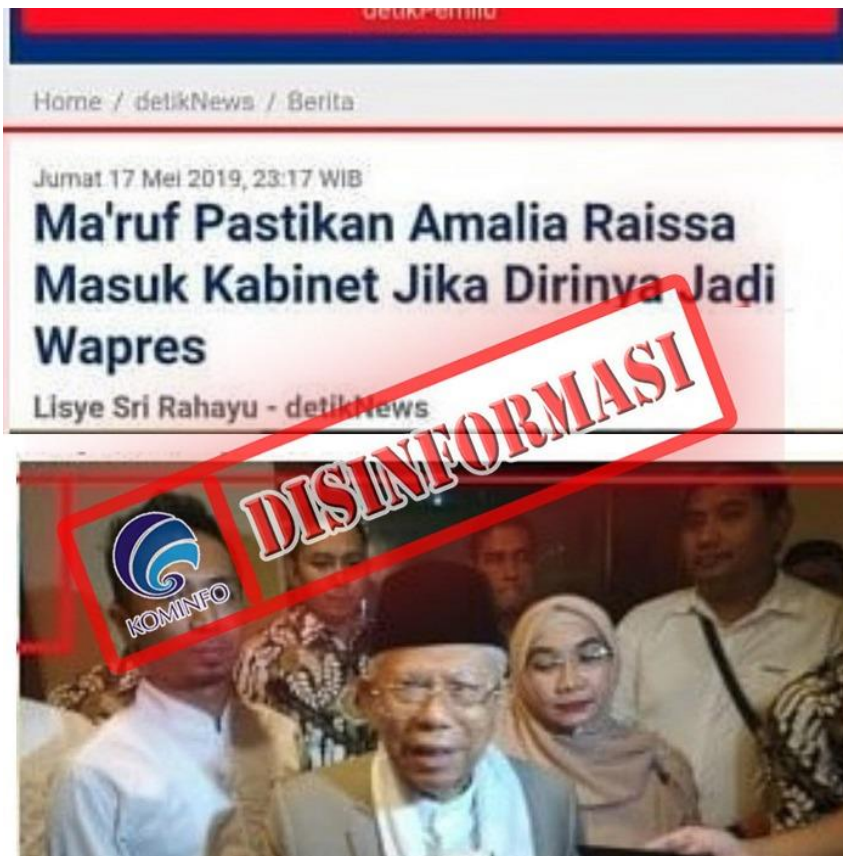 detikPemilu
Home / detikNews / Berita
Jumat 17 Mei 2019, 23:17 WIB
Ma'ruf Pastikan Amalia Raissa
Masuk Kabinet Jika Dirinya Jadi
Wapres
Lisye Sri Rahayu - detikNews
DISINFORMASI
KOMINFO